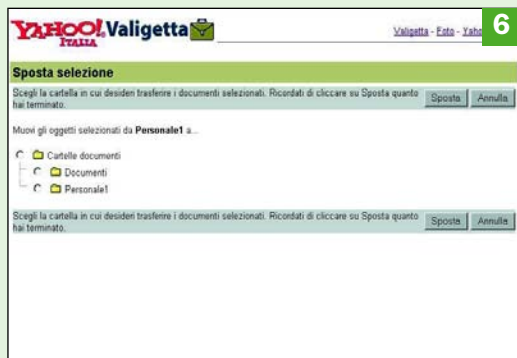 YAHOO! Valigetta
ITALIA
Valigetta - Foto - Yaho
6
Sposta selezione
Scegli la cartella in cui desideri trasferire i documenti selezionati. Ricordati di cliccare su Sposta quanto
hai terminato.
Sposta Annulla
Muovi gli oggetti selezionati da Personale1 a...
Cartelle documenti
Documenti
Personale1
Scegli la cartella in cui desideri trasferire i documenti selezionati. Ricordati di cliccare su Sposta quanto
hai terminato.
Sposta Annulla